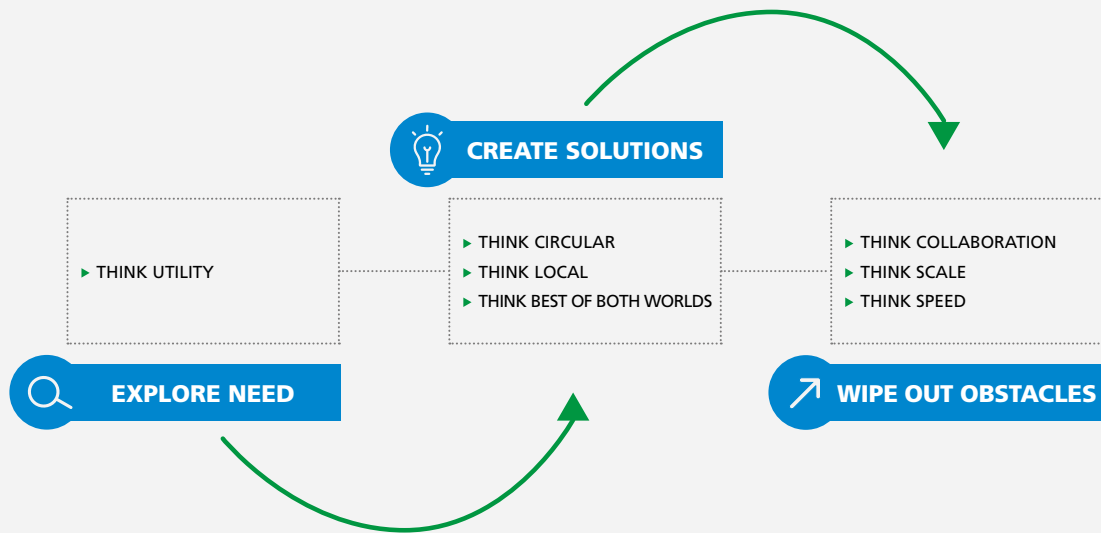 THINK UTILITY
EXPLORE NEED
CREATE SOLUTIONS
THINK CIRCULAR
THINK LOCAL
THINK BEST OF BOTH WORLDS
THINK COLLABORATION
THINK SCALE
THINK SPEED
WIPE OUT OBSTACLES